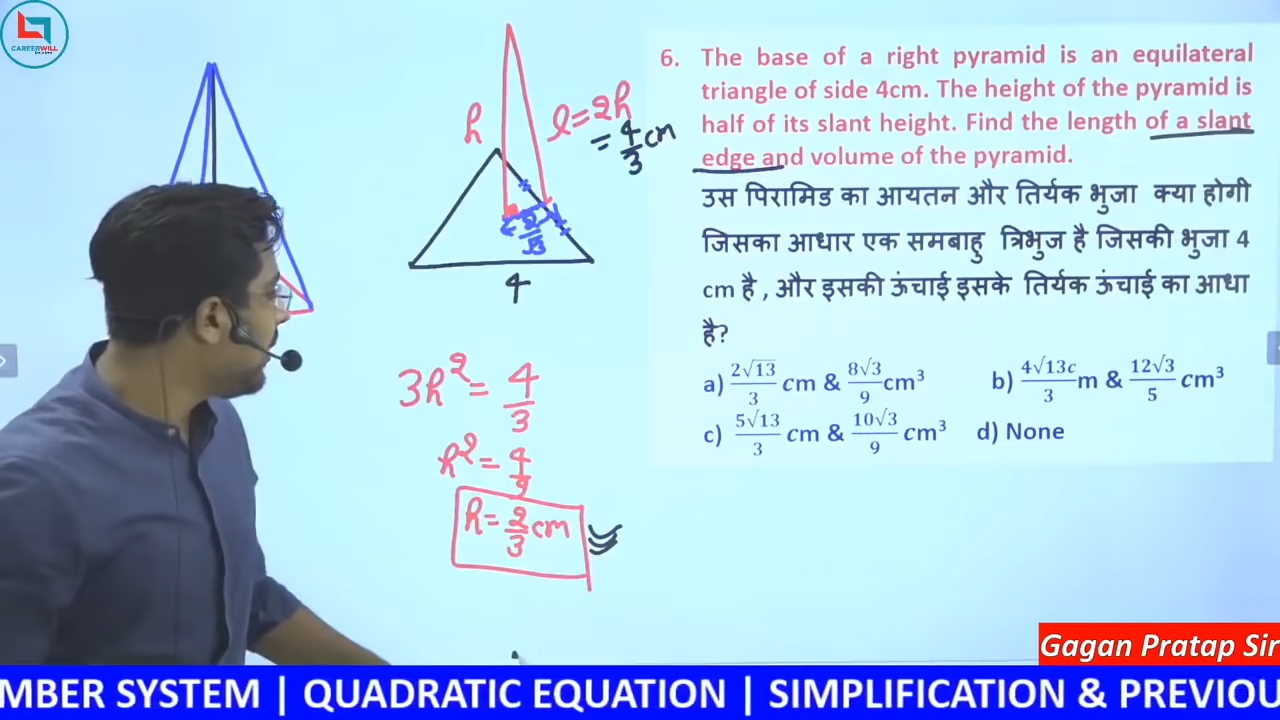 CAREERWILL
6. The base of a right pyramid is an equilateral
triangle of side 4cm. The height of the pyramid is
half of its slant height. Find the length of a slant
edge and volume of the pyramid.
उस पिरामिड का आयतन और तिर्यक भुजा क्या होगी
जिसका आधार एक समबाहु त्रिभुज है जिसकी भुजा 4
cm है , और इसकी ऊंचाई इसके तिर्यक ऊंचाई का आधा
है?
a) 2√13/3 cm & 8√3/9 cm³ b) 4√13c/3 m & 12√3/5 cm³
c) 5√13/3 cm & 10√3/9 cm³ d) None
h
l=2h
= 4/3 cm
2/√3
4
3h² = 4/3
h² = 4/9
h = 2/3 cm
Gagan Pratap Sir
MBER SYSTEM | QUADRATIC EQUATION | SIMPLIFICATION & PREVIOU